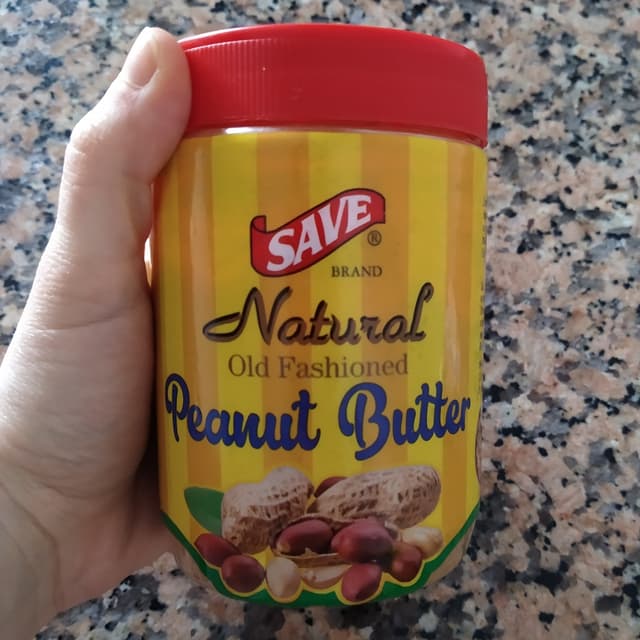 SAVE ®
BRAND
Natural
Old Fashioned
Peanut Butter